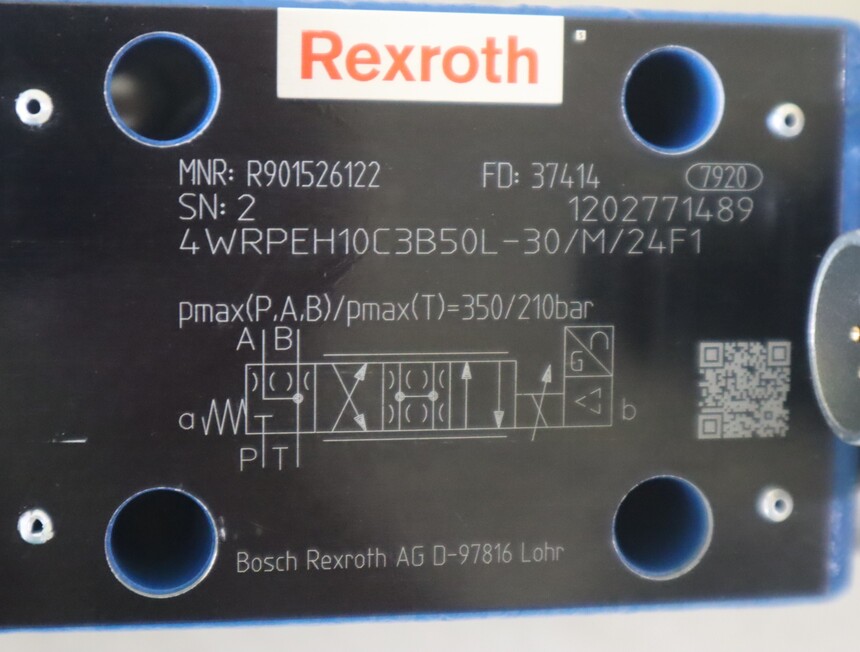 Rexroth
MNR: R901526122 FD: 37414 7920
SN: 2 1202771489
4WRPEH10C3B50L-30/M/24F1
pmax(P,A,B)/pmax(T)=350/210bar
A B
G
a b
P T
Bosch Rexroth AG D-97816 Lohr